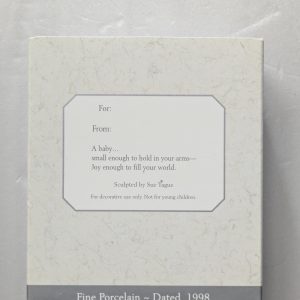 For:
From:
A baby...
small enough to hold in your arms—
Joy enough to fill your world.
Sculpted by Sue Tague
For decorative use only. Not for young children.
Fine Porcelain ~ Dated 1998